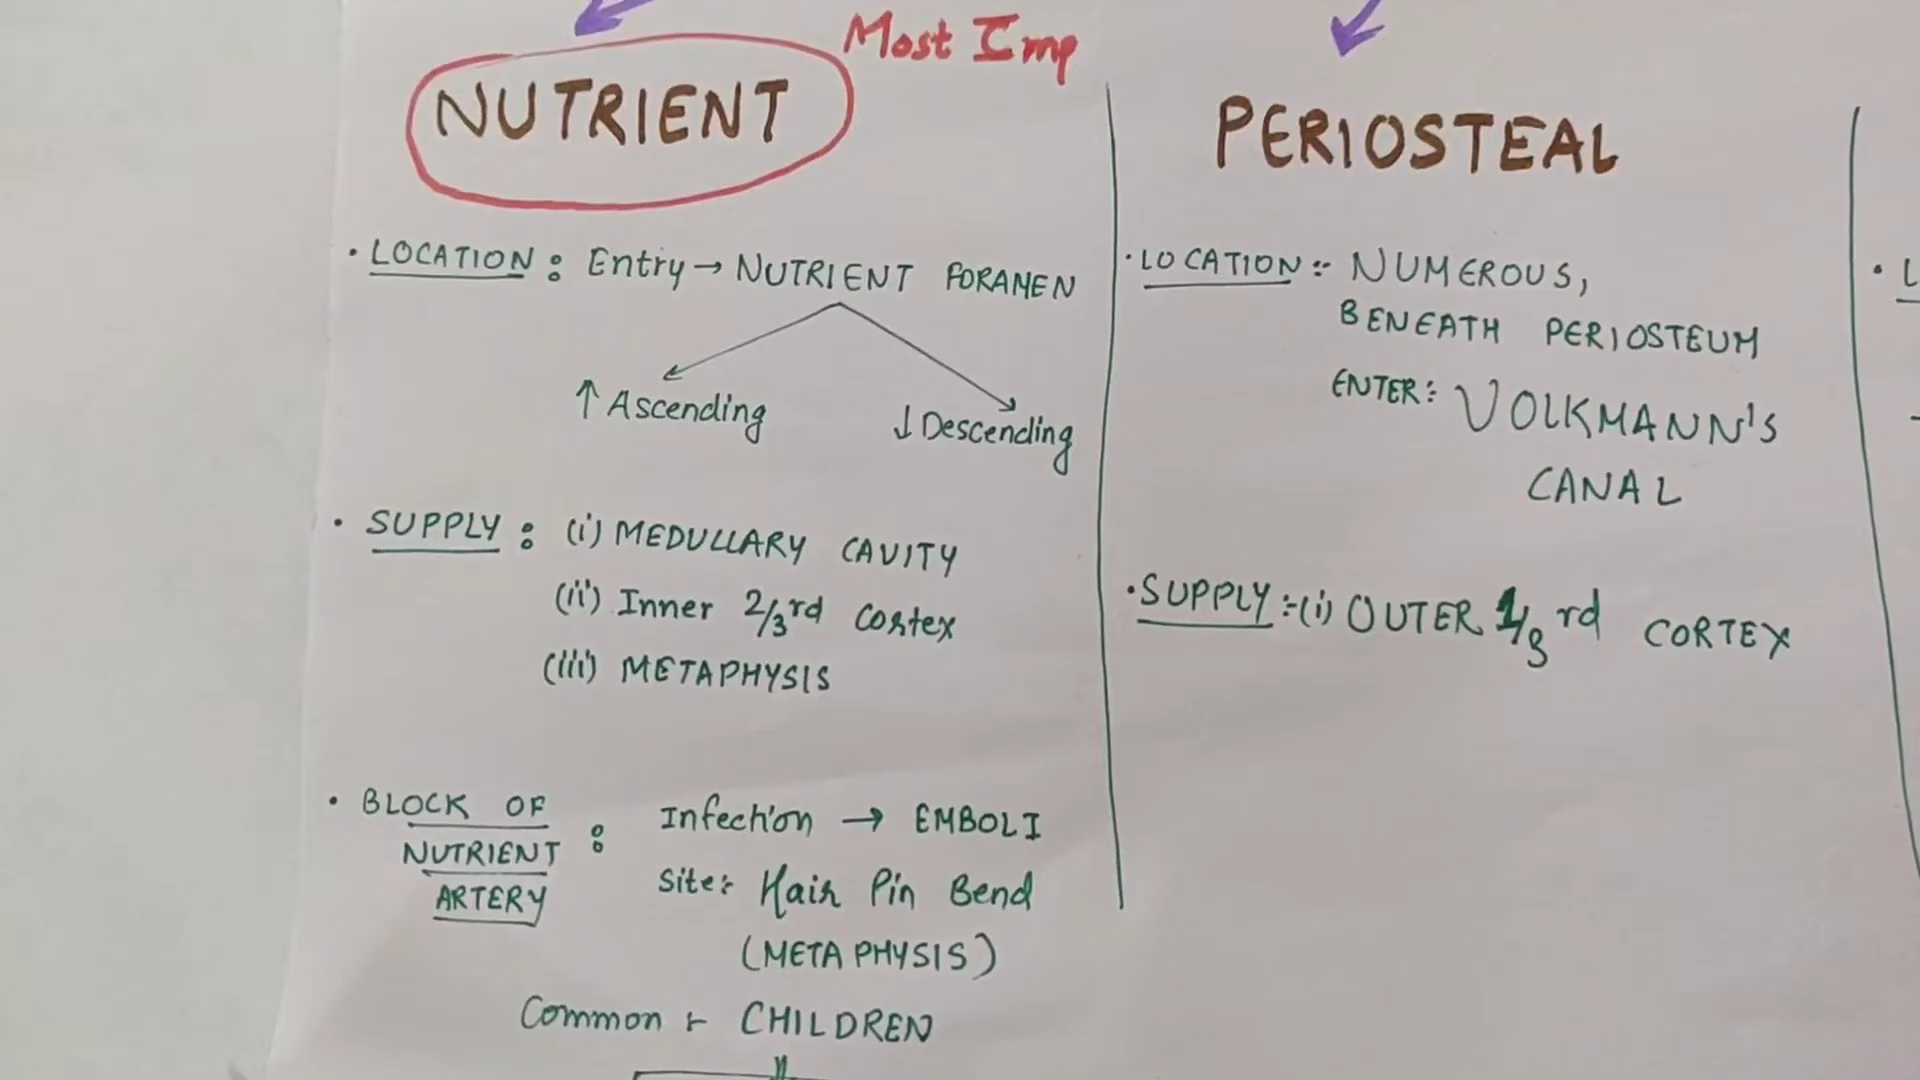 Most Imp
NUTRIENT
• LOCATION : Entry → NUTRIENT FORAMEN
↑ Ascending
↓ Descending
• SUPPLY : (i) MEDULLARY CAVITY
(ii) Inner 2/3rd Cortex
(iii) METAPHYSIS
• BLOCK OF
NUTRIENT
ARTERY : Infection → EMBOLI
Site:- Hair Pin Bend
(METAPHYSIS)
Common :- CHILDREN
PERIOSTEAL
• LOCATION :- NUMEROUS,
BENEATH PERIOSTEUM
ENTER:- VOLKMANN'S
CANAL
• SUPPLY :- (i) OUTER 1/3rd CORTEX
• L